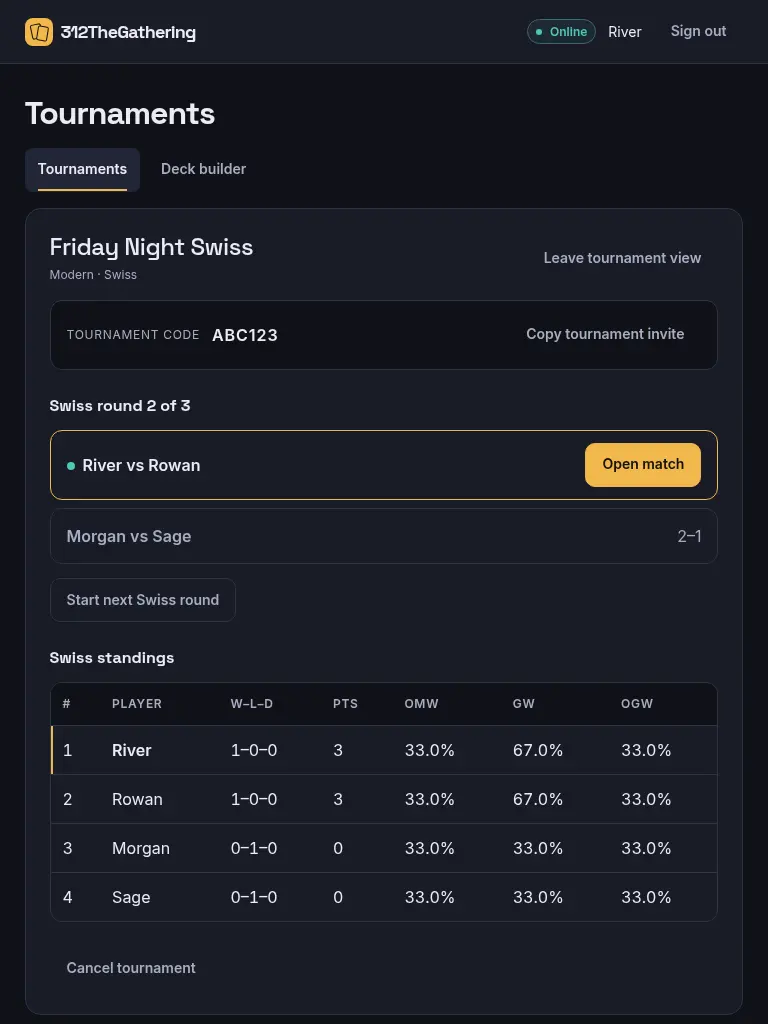 312TheGathering
Online River Sign out
Tournaments
Tournaments Deck builder
Friday Night Swiss
Modern · Swiss
Leave tournament view
TOURNAMENT CODE ABC123 Copy tournament invite
Swiss round 2 of 3
River vs Rowan Open match
Morgan vs Sage 2–1
Start next Swiss round
Swiss standings
# PLAYER W–L–D PTS OMW GW OGW
1 River 1–0–0 3 33.0% 67.0% 33.0%
2 Rowan 1–0–0 3 33.0% 67.0% 33.0%
3 Morgan 0–1–0 0 33.0% 33.0% 33.0%
4 Sage 0–1–0 0 33.0% 33.0% 33.0%
Cancel tournament